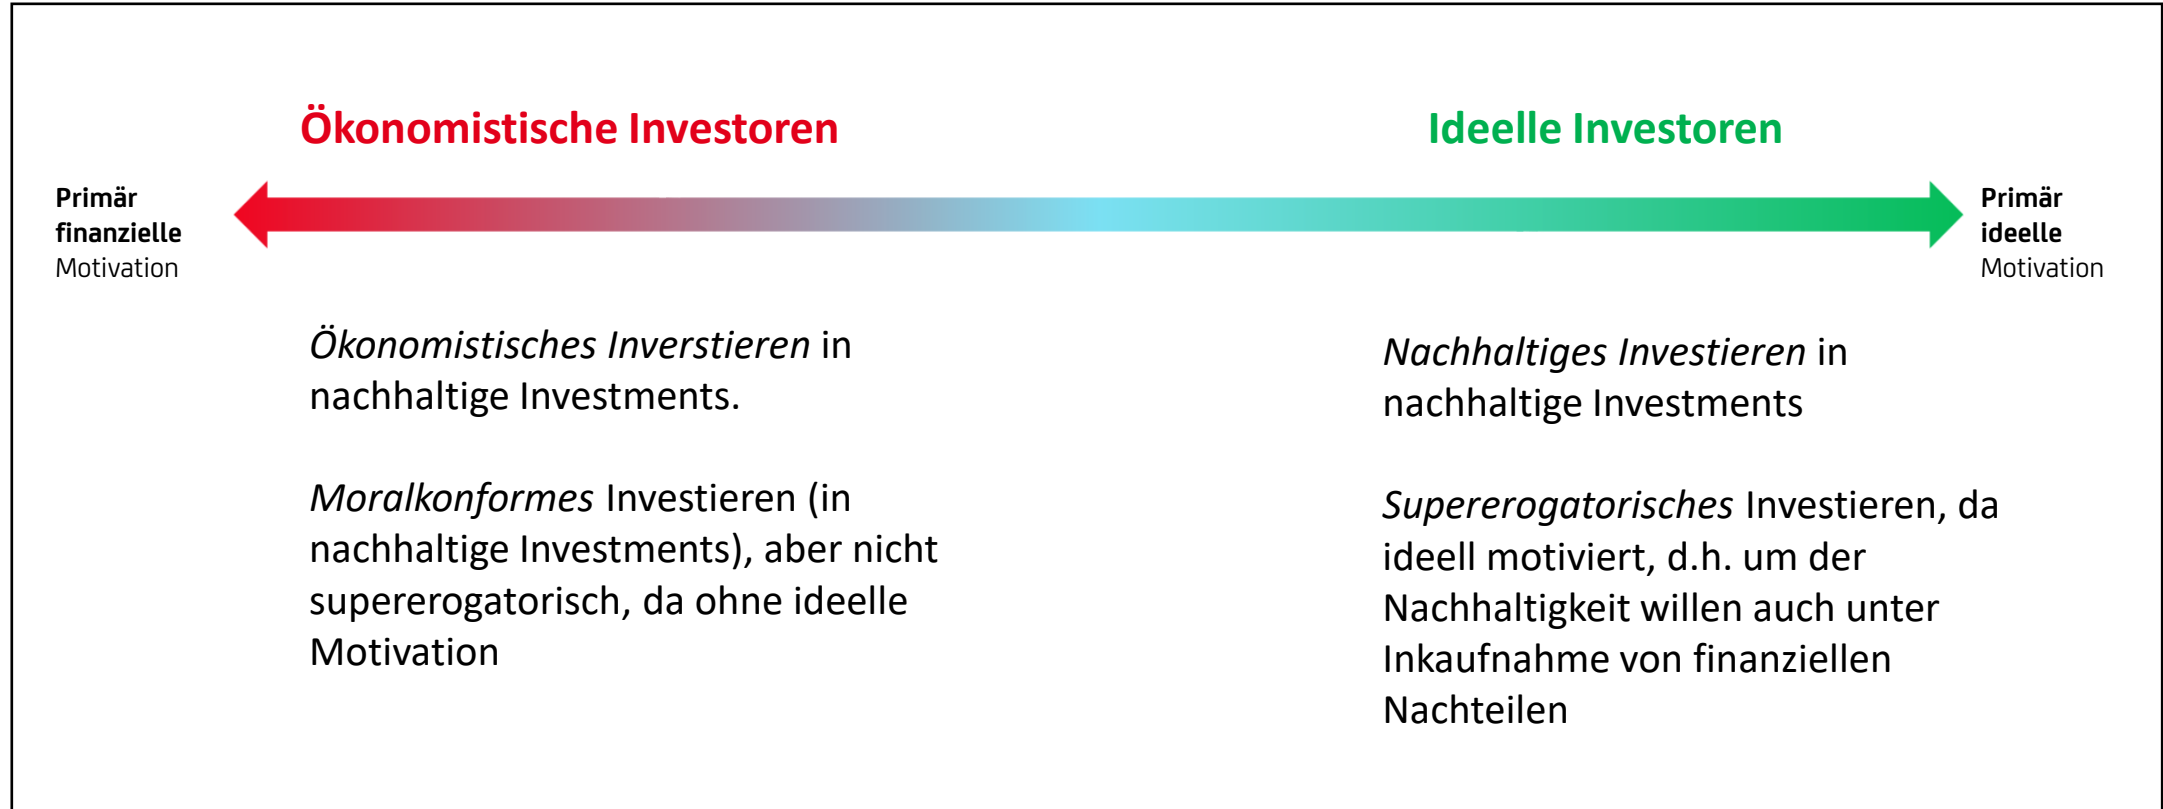 Ökonomistische Investoren
Ideelle Investoren
Primär
finanzielle
Motivation
Primär
ideelle
Motivation
Ökonomistisches Inverstieren in
nachhaltige Investments.
Moralkonformes Investieren (in
nachhaltige Investments), aber nicht
supererogatorisch, da ohne ideelle
Motivation
Nachhaltiges Investieren in
nachhaltige Investments
Supererogatorisches Investieren, da
ideell motiviert, d.h. um der
Nachhaltigkeit willen auch unter
Inkaufnahme von finanziellen
Nachteilen